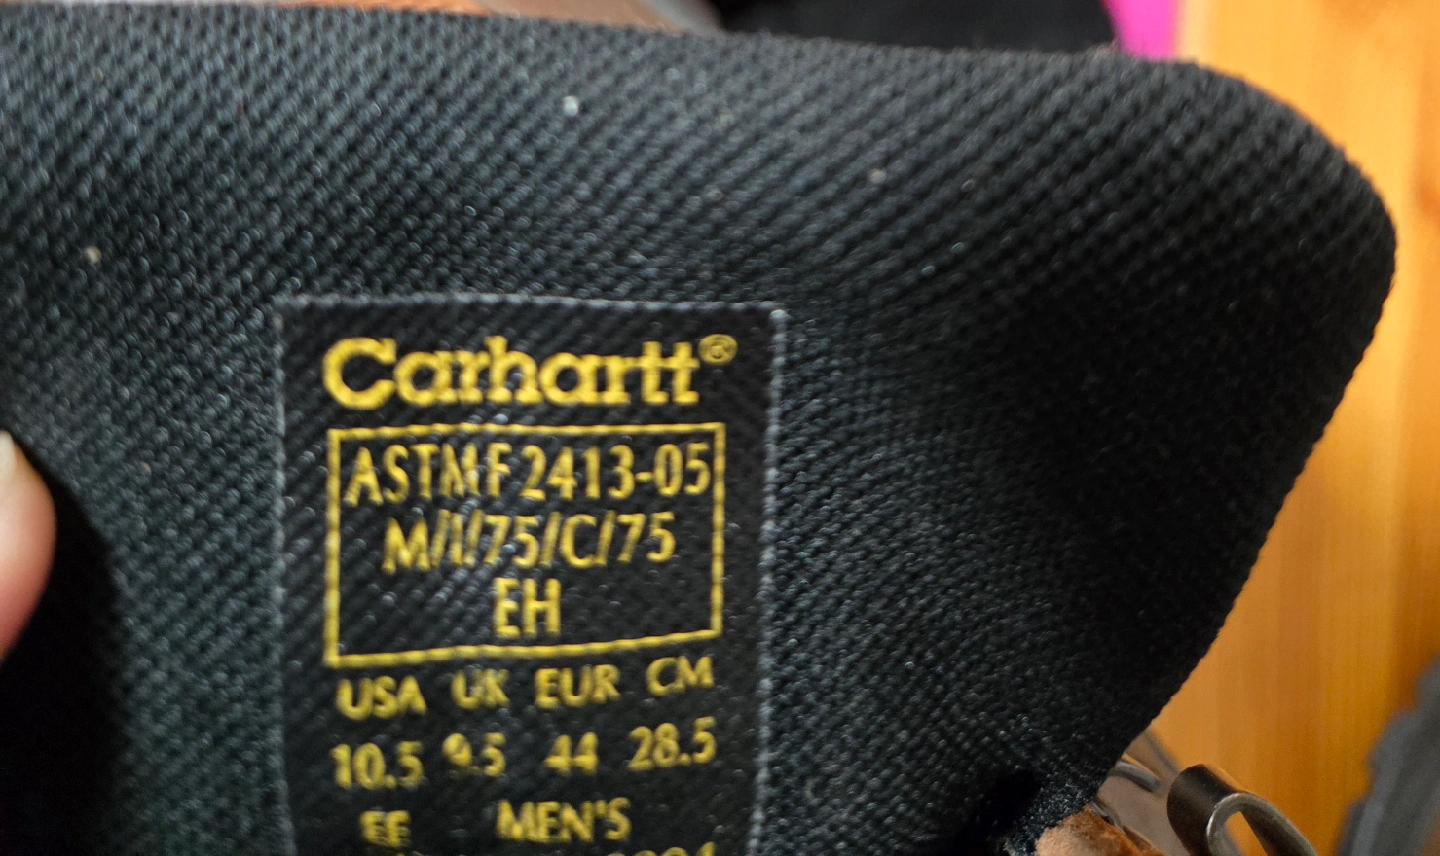 Carhartt®
ASTM F 2413-05
M/I/75/C/75
EH
USA UK EUR CM
10.5 9.5 44 28.5
EE MEN'S